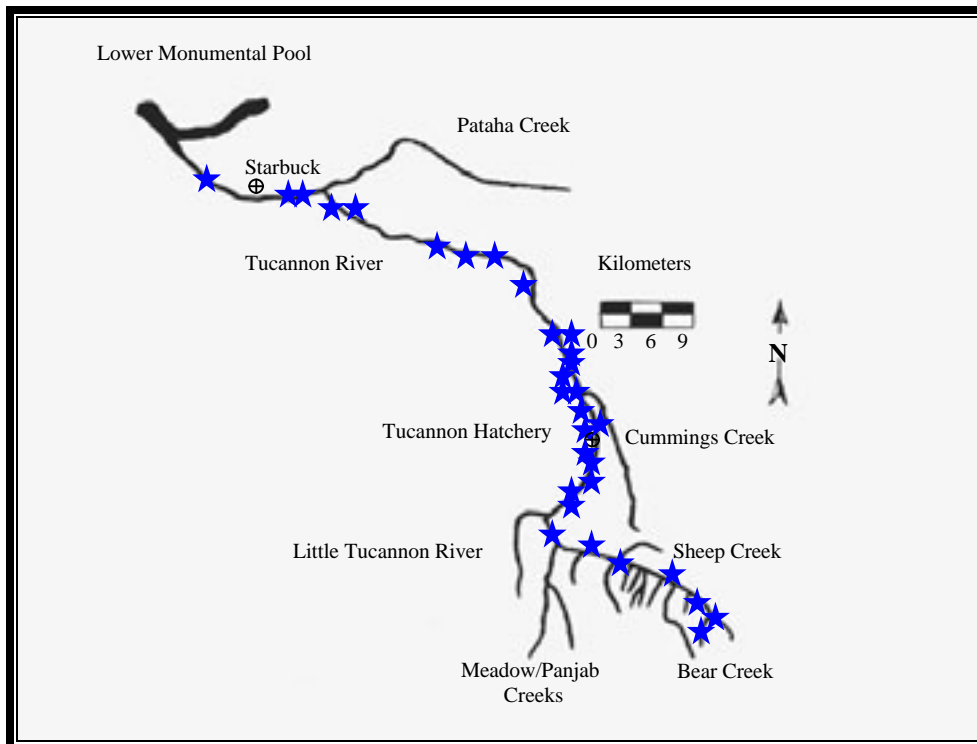 Lower Monumental Pool
Pataha Creek
Starbuck
Tucannon River
Kilometers
0 3 6 9
N
Tucannon Hatchery
Cummings Creek
Little Tucannon River
Sheep Creek
Meadow/Panjab
Creeks
Bear Creek